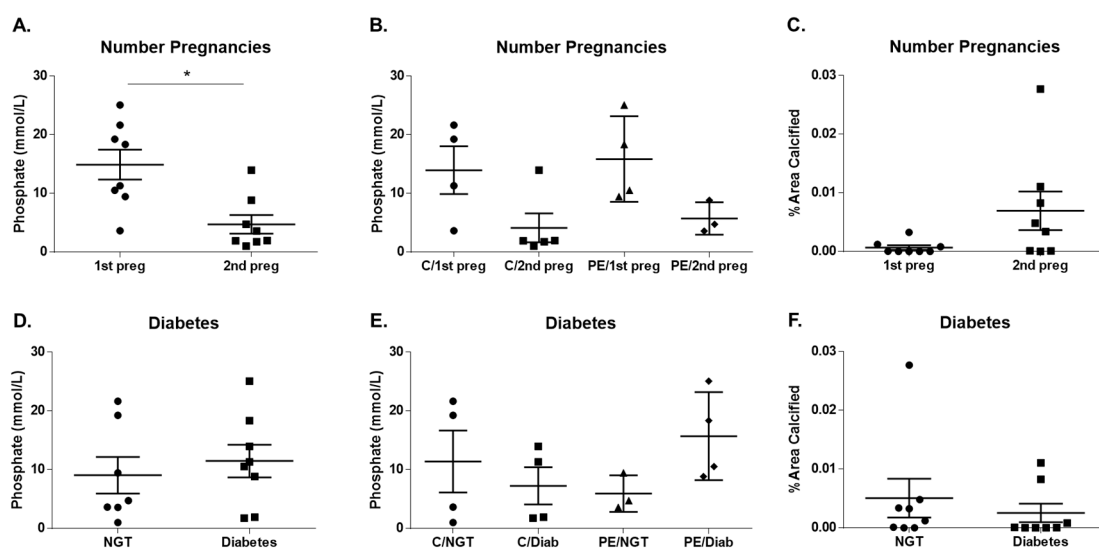 A.
Number Pregnancies
*
Phosphate (mmol/L)
30
20
10
0
1st preg
2nd preg
B.
Number Pregnancies
Phosphate (mmol/L)
30
20
10
0
C/1st preg
C/2nd preg
PE/1st preg
PE/2nd preg
C.
Number Pregnancies
% Area Calcified
0.03
0.02
0.01
0.00
1st preg
2nd preg
D.
Diabetes
Phosphate (mmol/L)
30
20
10
0
NGT
Diabetes
E.
Diabetes
Phosphate (mmol/L)
30
20
10
0
C/NGT
C/Diab
PE/NGT
PE/Diab
F.
Diabetes
% Area Calcified
0.03
0.02
0.01
0.00
NGT
Diabetes